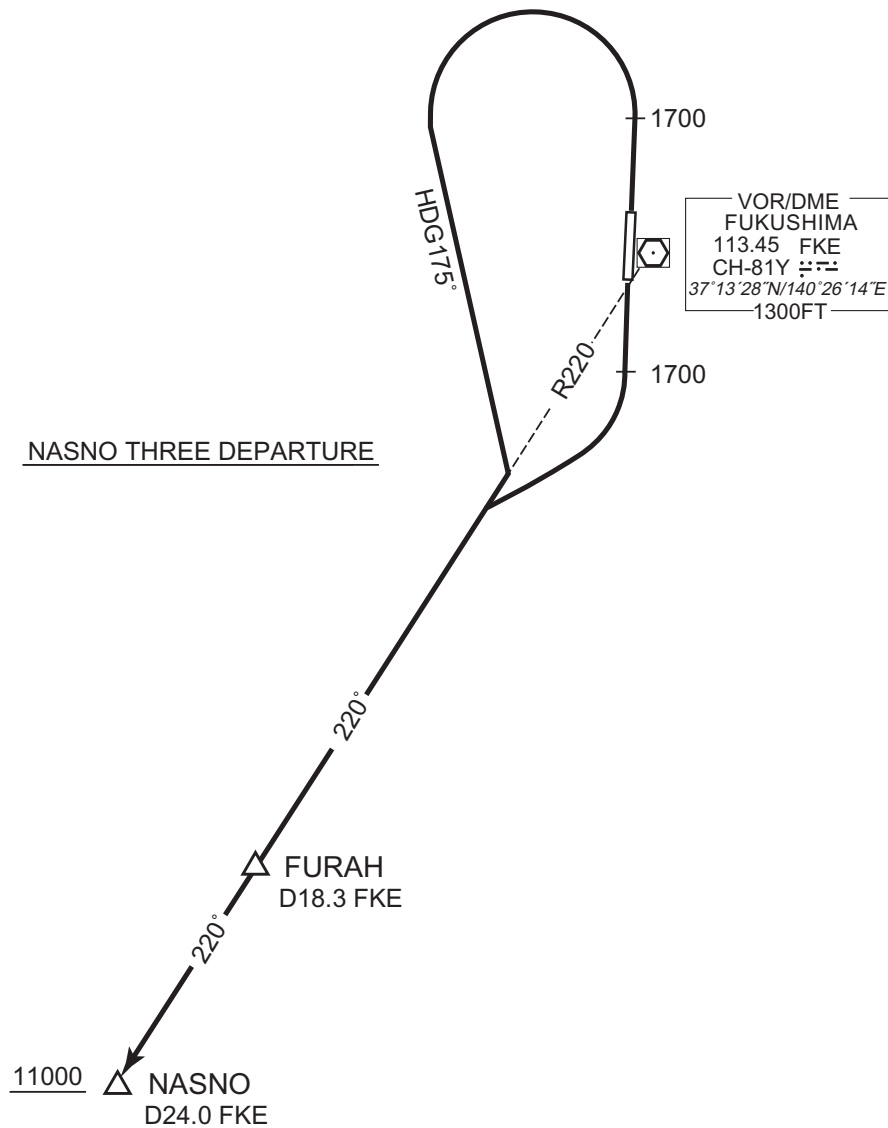 1700
HDG175°
VOR/DME
FUKUSHIMA
113.45 FKE
CH-81Y
37°13′28″N/140°26′14″E
1300FT
R220
1700
NASNO THREE DEPARTURE
220°
FURAH
D18.3 FKE
220°
11000
NASNO
D24.0 FKE